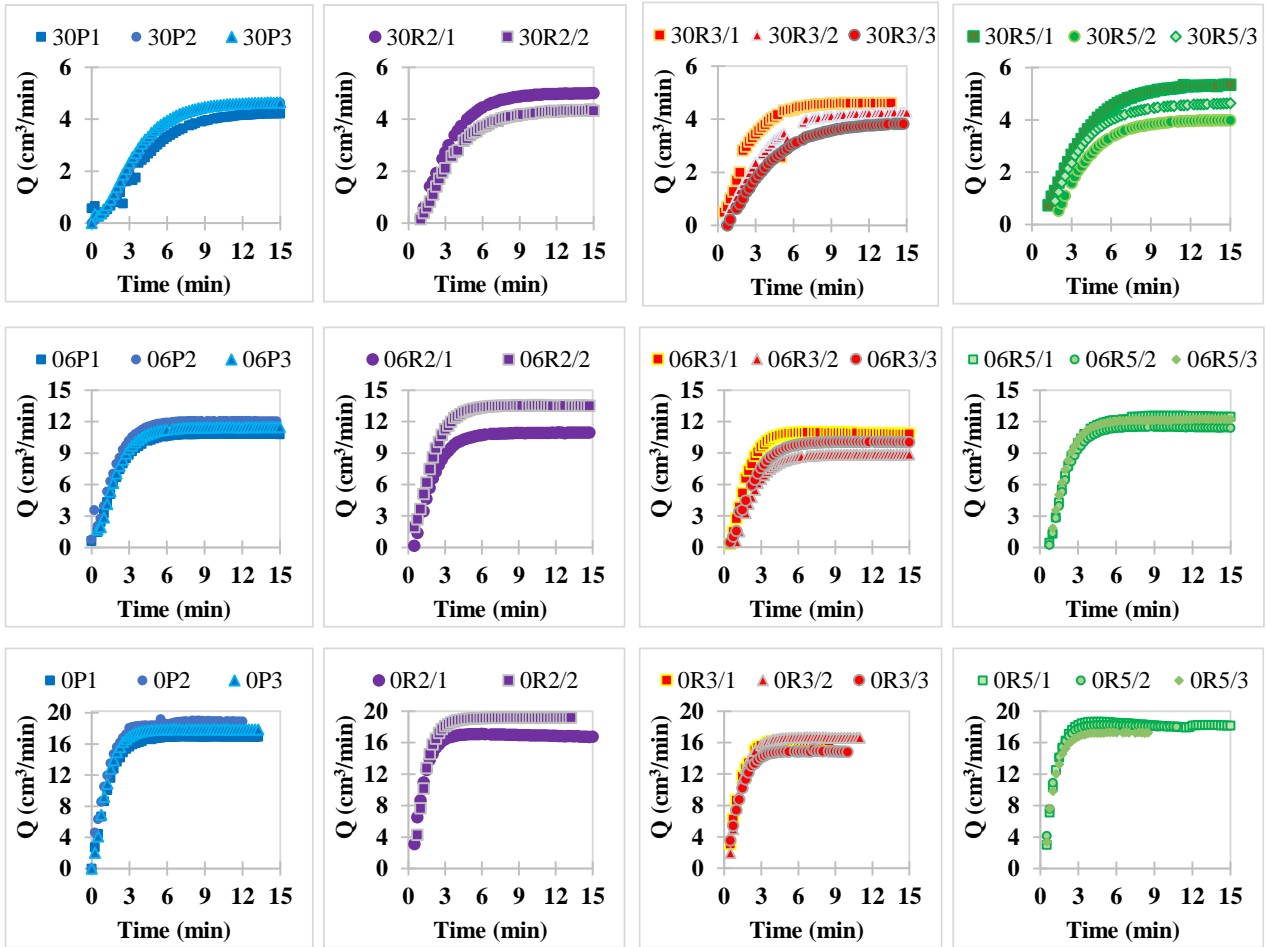 30P1 30P2 30P3
6
4
2
0
0 3 6 9 12 15
Q (cm³/min)
Time (min)
30R2/1 30R2/2
6
4
2
0
0 3 6 9 12 15
Q (cm³/min)
Time (min)
30R3/1 30R3/2 30R3/3
6
4
2
0
0 3 6 9 12 15
Q (cm³/min)
Time (min)
30R5/1 30R5/2 30R5/3
6
4
2
0
0 3 6 9 12 15
Q (cm³/min)
Time (min)
06P1 06P2 06P3
15
12
9
6
3
0
0 3 6 9 12 15
Q (cm³/min)
Time (min)
06R2/1 06R2/2
15
12
9
6
3
0
0 3 6 9 12 15
Q (cm³/min)
Time (min)
06R3/1 06R3/2 06R3/3
15
12
9
6
3
0
0 3 6 9 12 15
Q (cm³/min)
Time (min)
06R5/1 06R5/2 06R5/3
15
12
9
6
3
0
0 3 6 9 12 15
Q (cm³/min)
Time (min)
0P1 0P2 0P3
20
16
12
8
4
0
0 3 6 9 12 15
Q (cm³/min)
Time (min)
0R2/1 0R2/2
20
16
12
8
4
0
0 3 6 9 12 15
Q (cm³/min)
Time (min)
0R3/1 0R3/2 0R3/3
20
16
12
8
4
0
0 3 6 9 12 15
Q (cm³/min)
Time (min)
0R5/1 0R5/2 0R5/3
20
16
12
8
4
0
0 3 6 9 12 15
Q (cm³/min)
Time (min)